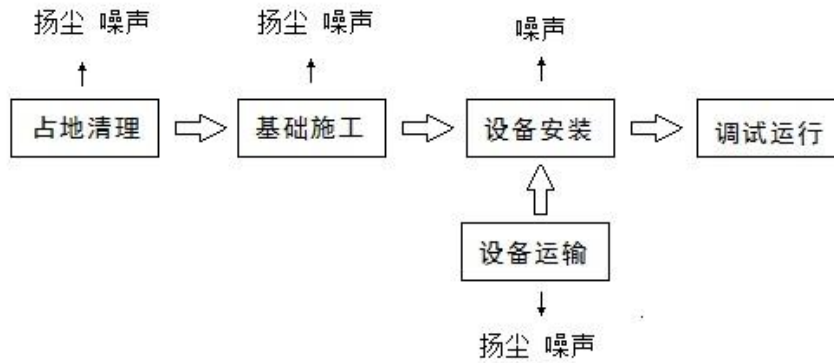 扬尘 噪声
扬尘 噪声
噪声
占地清理
基础施工
设备安装
调试运行
设备运输
扬尘 噪声